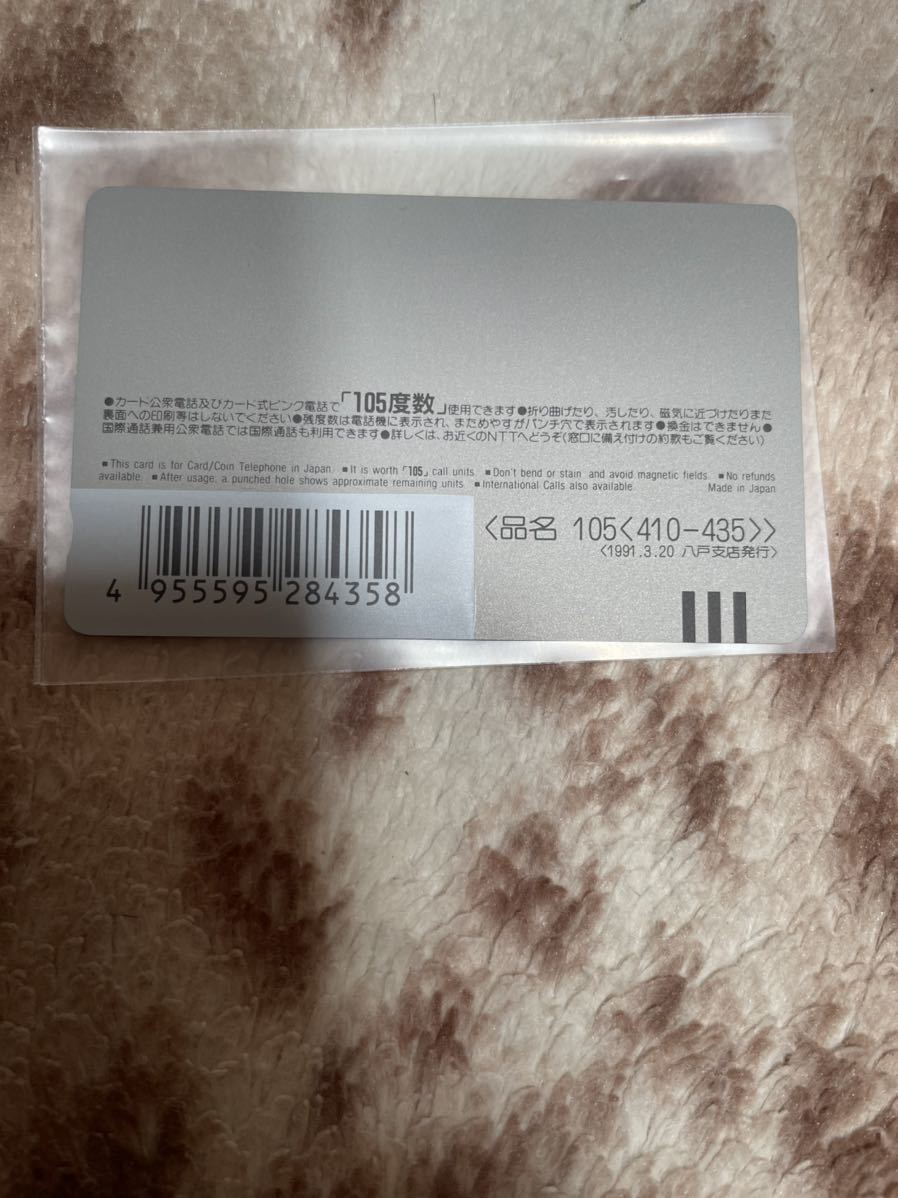 ●カード公衆電話及びカード式ピンク電話で「105度数」使用できます●折り曲げたり、汚したり、磁気に近づけたりまた
裏面への印刷等はしないでください●残度数は電話機に表示され、まためやすがパンチ穴で表示されます●換金はできません●
国際通話兼用公衆電話では国際通話も利用できます●詳しくは、お近くのNTTへどうぞ(窓口に備え付けの約款もご覧ください)
■This card is for Card/Coin Telephone in Japan. ■It is worth「105」call units. ■Don't bend or stain and avoid magnetic fields. ■No refunds
available. ■After usage, a punched hole shows approximate remaining units. ■International Calls also available. Made in Japan
<品名 105<410-435>>
<1991.3.20 八戸支店発行>
4 955595 284358